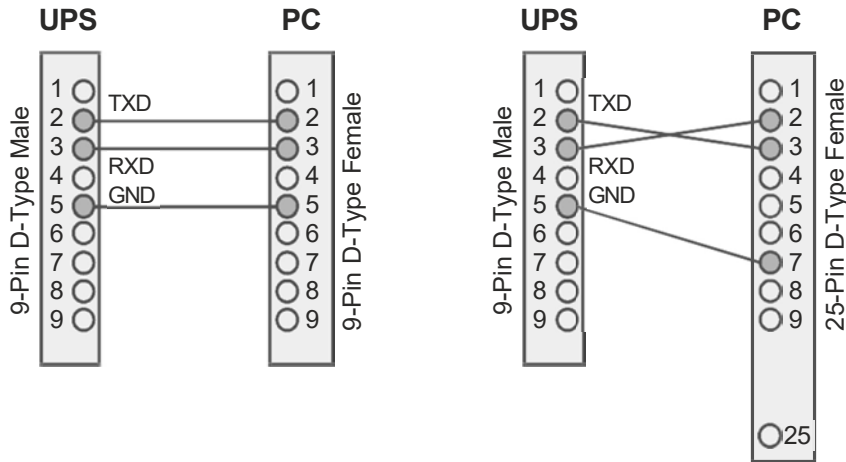 UPS PC
9-Pin D-Type Male
1 1
TXD
2 2
3 3
RXD
4 4
GND
5 5
6 6
7 7
8 8
9 9
9-Pin D-Type Female
UPS PC
9-Pin D-Type Male
1 1
TXD
2 2
3 3
RXD
4 4
GND
5 5
6 6
7 7
8 8
9 9
25
25-Pin D-Type Female